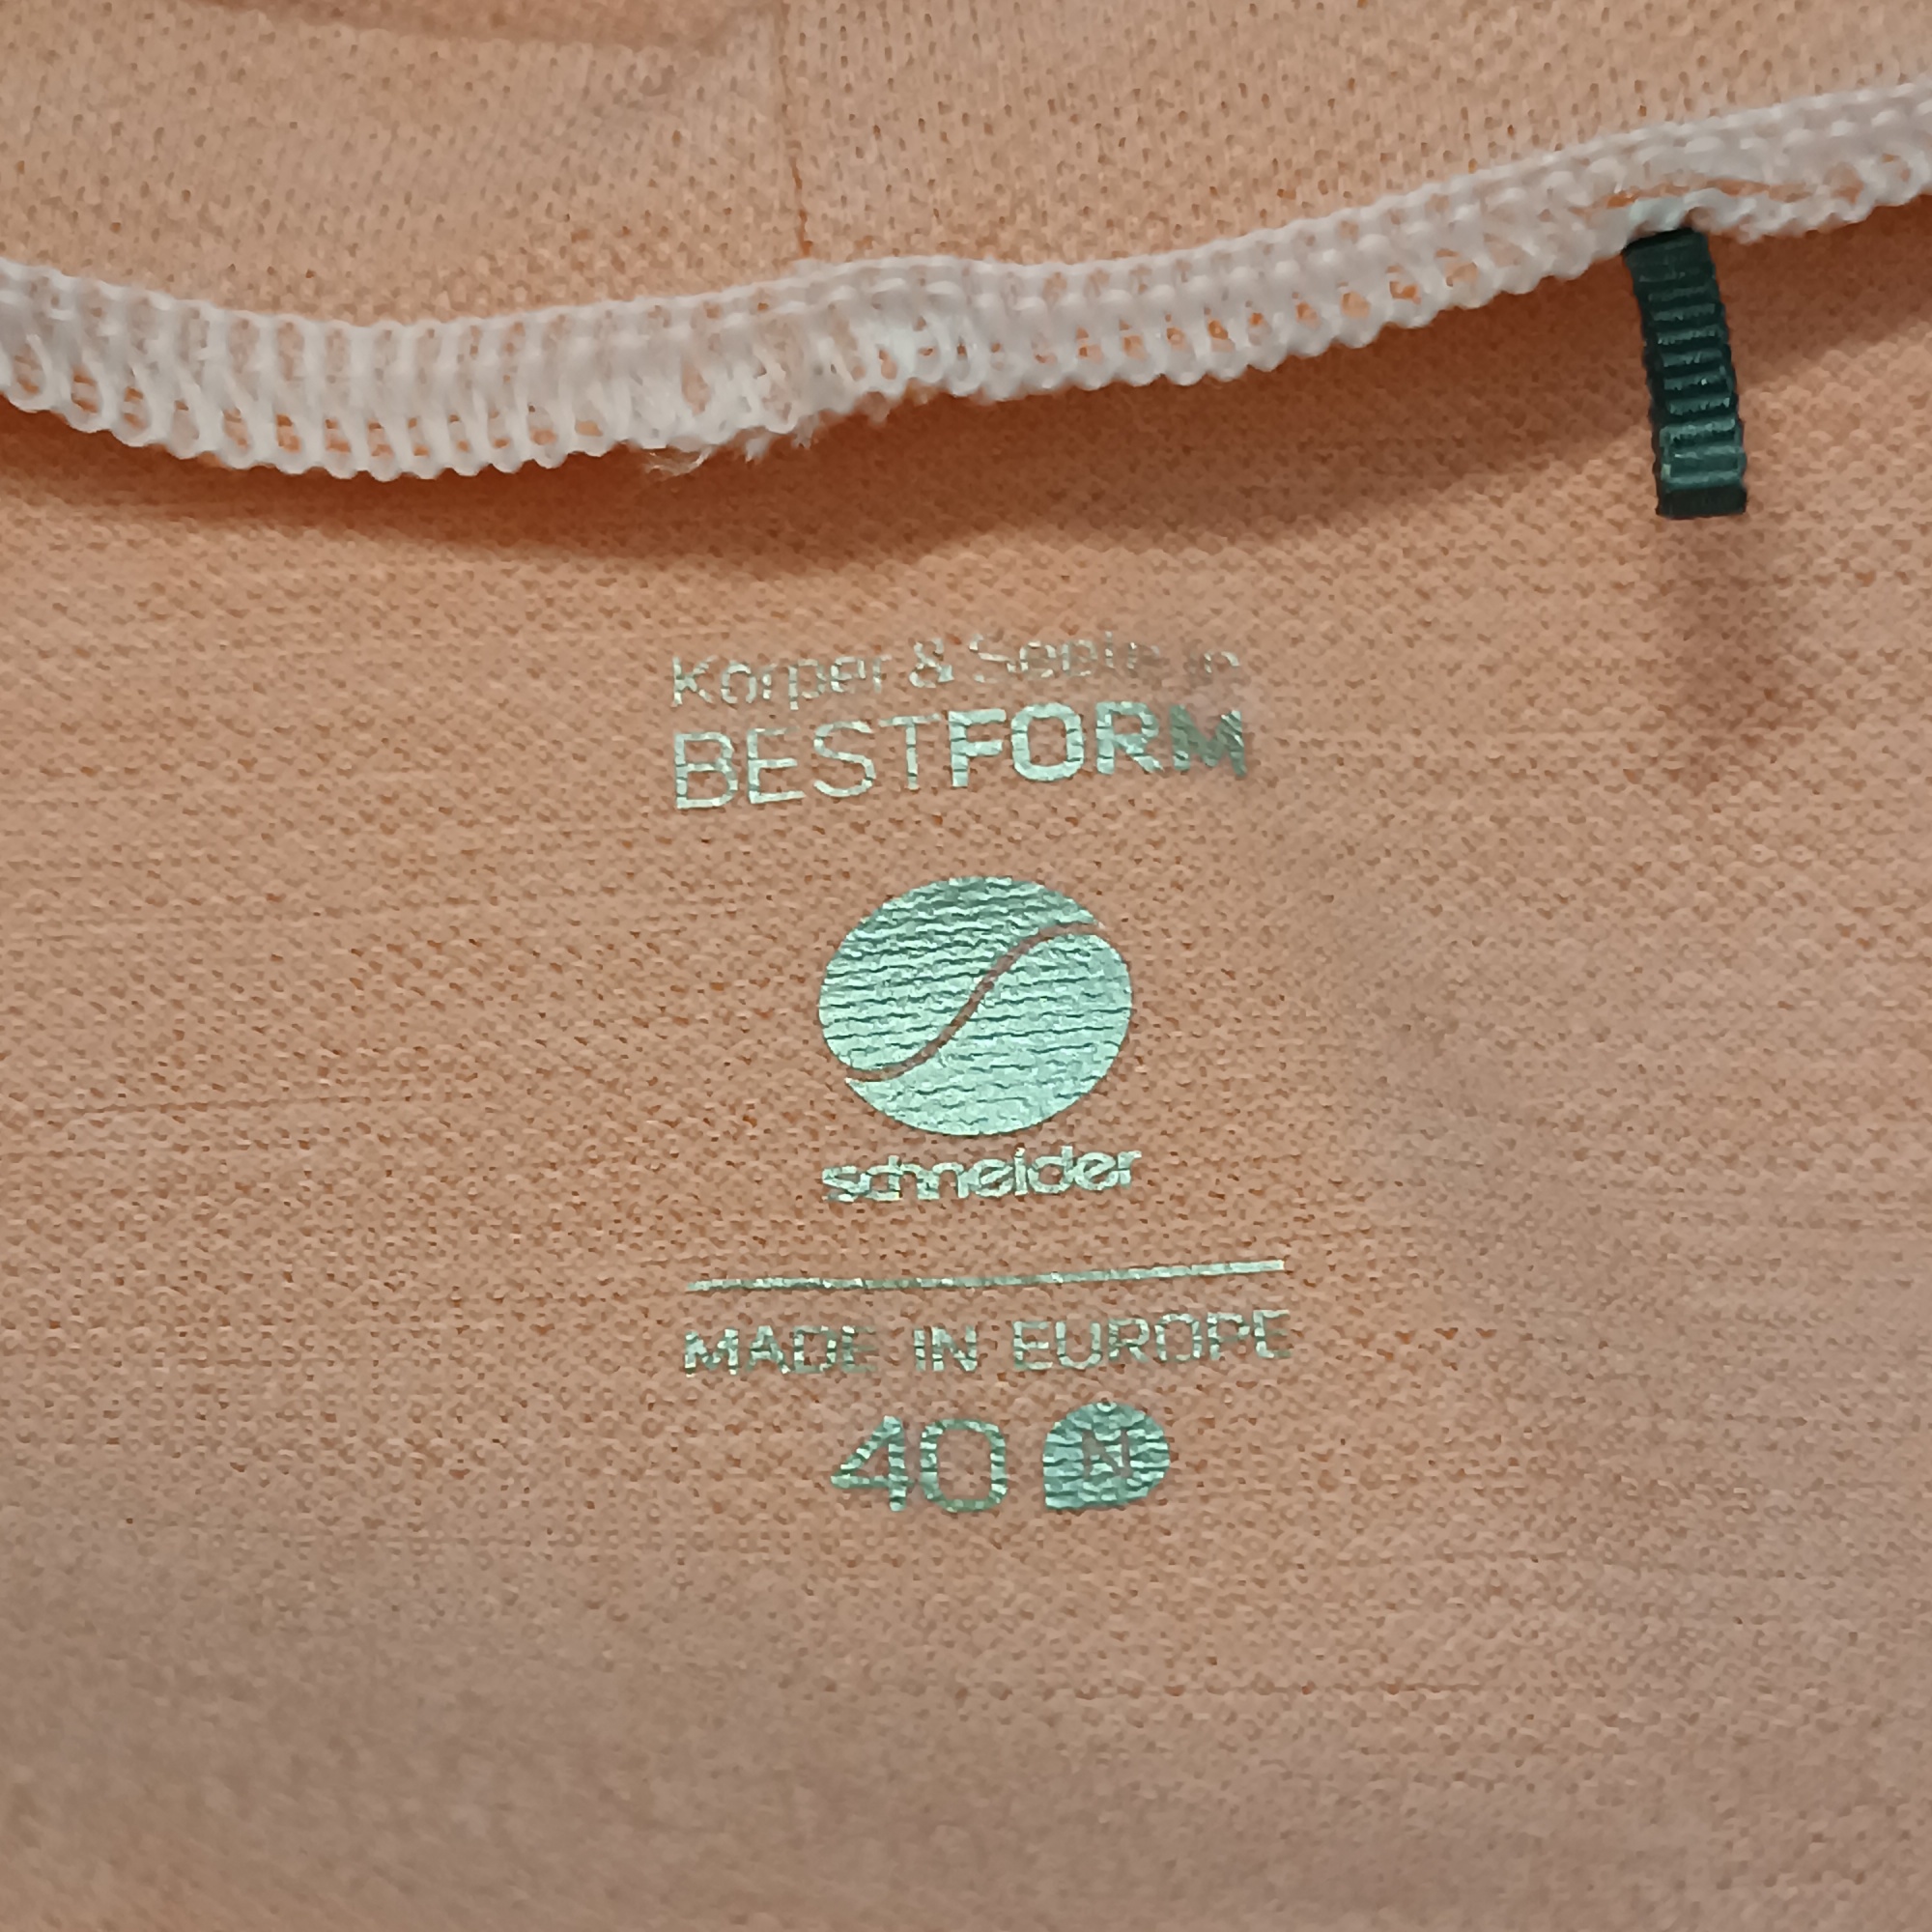 Körper & Seele in
BESTFORM
schneider
MADE IN EUROPE
40 N